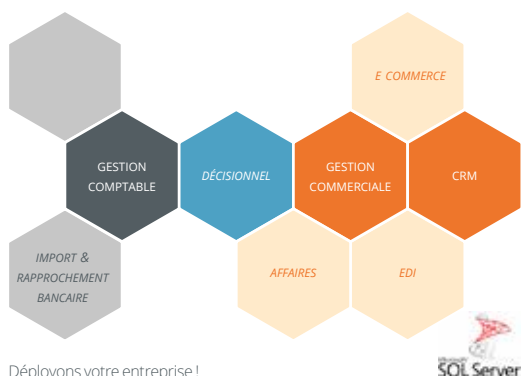 E COMMERCE
GESTION
COMPTABLE
DÉCISIONNEL
GESTION
COMMERCIALE
CRM
IMPORT &
RAPPROCHEMENT
BANCAIRE
AFFAIRES
EDI
Déployons votre entreprise !
SQL Server